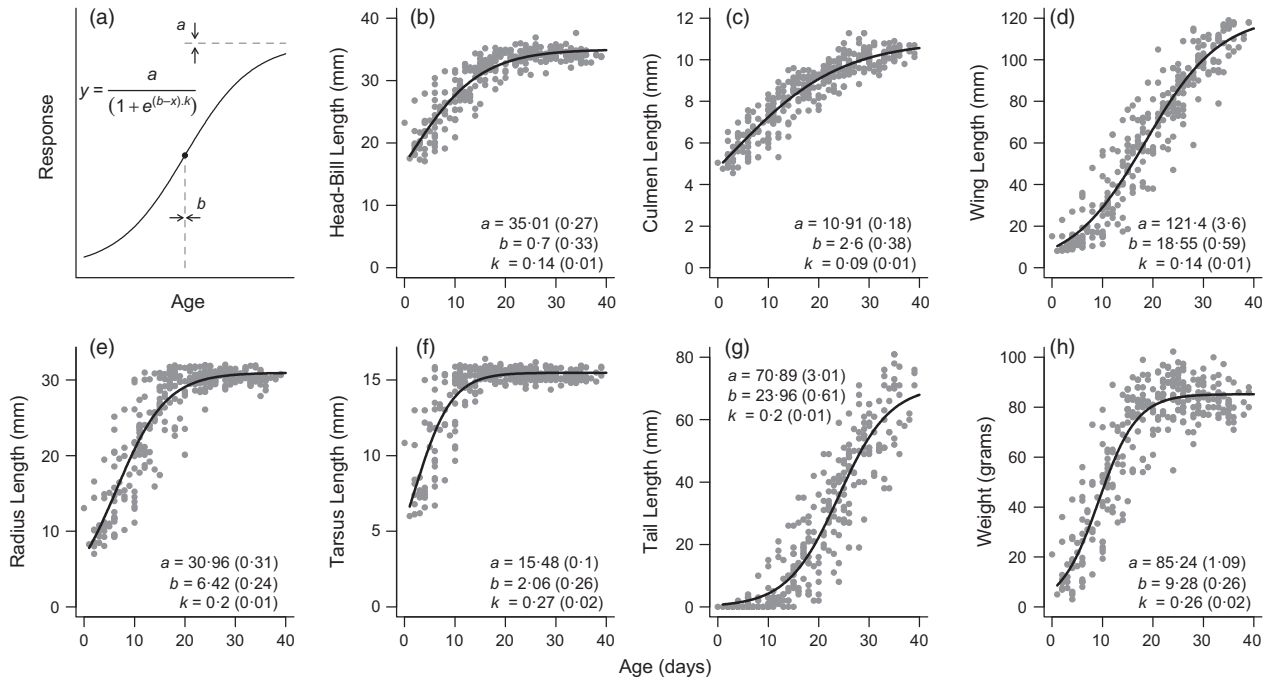 (a)
a
y = a / (1 + e^(b–x).k)
b
Response
Age
(b)
Head-Bill Length (mm)
40
30
20
10
0
a = 35·01 (0·27)
b = 0·7 (0·33)
k = 0·14 (0·01)
0 10 20 30 40
(c)
Culmen Length (mm)
12
10
8
6
4
2
0
a = 10·91 (0·18)
b = 2·6 (0·38)
k = 0·09 (0·01)
0 10 20 30 40
(d)
Wing Length (mm)
120
100
80
60
40
20
0
a = 121·4 (3·6)
b = 18·55 (0·59)
k = 0·14 (0·01)
0 10 20 30 40
(e)
Radius Length (mm)
30
20
10
0
a = 30·96 (0·31)
b = 6·42 (0·24)
k = 0·2 (0·01)
0 10 20 30 40
(f)
Tarsus Length (mm)
15
10
5
0
a = 15·48 (0·1)
b = 2·06 (0·26)
k = 0·27 (0·02)
0 10 20 30 40
(g)
Tail Length (mm)
80
60
40
20
0
a = 70·89 (3·01)
b = 23·96 (0·61)
k = 0·2 (0·01)
0 10 20 30 40
(h)
Weight (grams)
100
80
60
40
20
0
a = 85·24 (1·09)
b = 9·28 (0·26)
k = 0·26 (0·02)
0 10 20 30 40
Age (days)